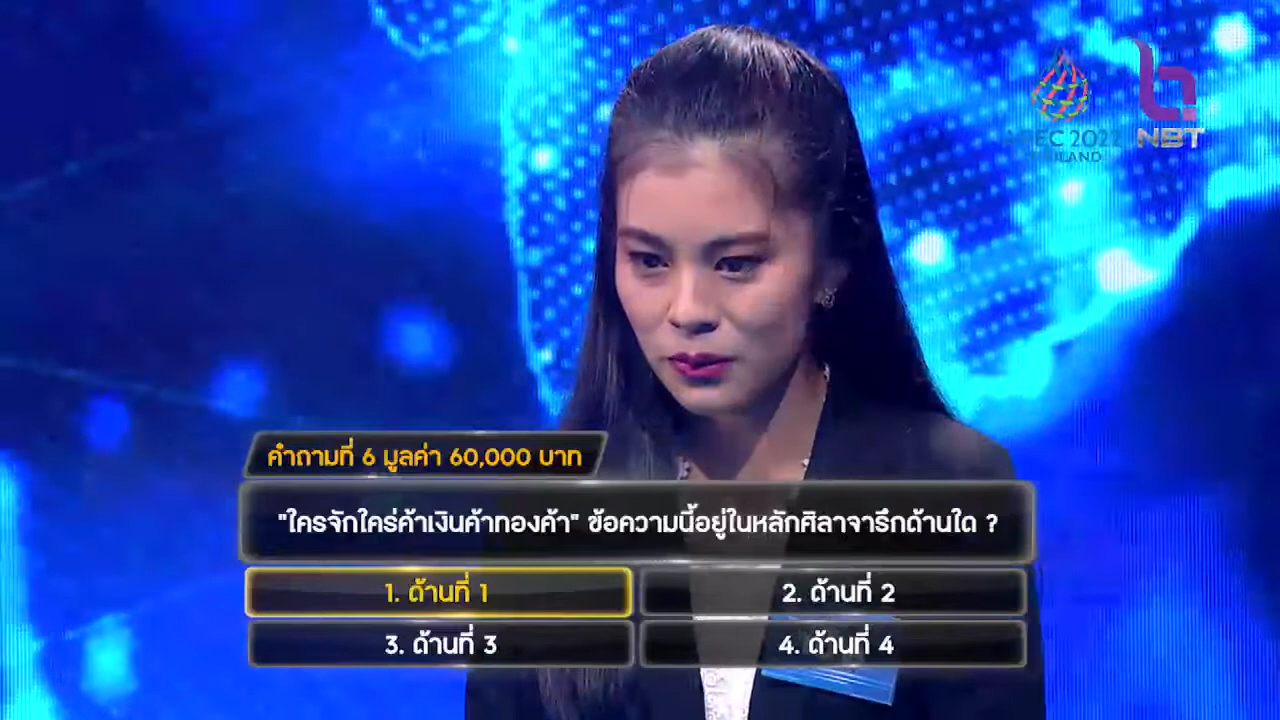 APEC 2022
THAILAND
NBT
คำถามที่ 6 มูลค่า 60,000 บาท
"ใครจักใคร่ค้าเงินค้าทองค้า" ข้อความนี้อยู่ในหลักศิลาจารึกด้านใด ?
1. ด้านที่ 1
2. ด้านที่ 2
3. ด้านที่ 3
4. ด้านที่ 4